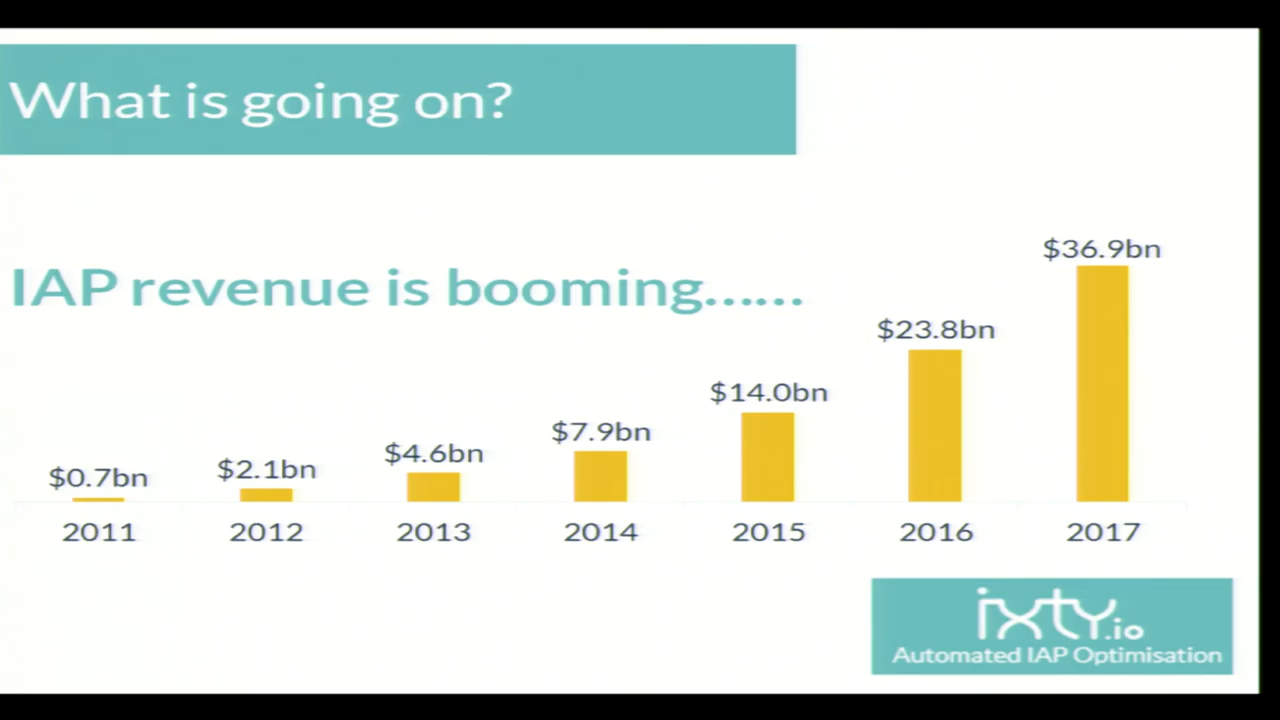 What is going on?
IAP revenue is booming......
$0.7bn
$2.1bn
$4.6bn
$7.9bn
$14.0bn
$23.8bn
$36.9bn
2011 2012 2013 2014 2015 2016 2017
ixty.io
Automated IAP Optimisation